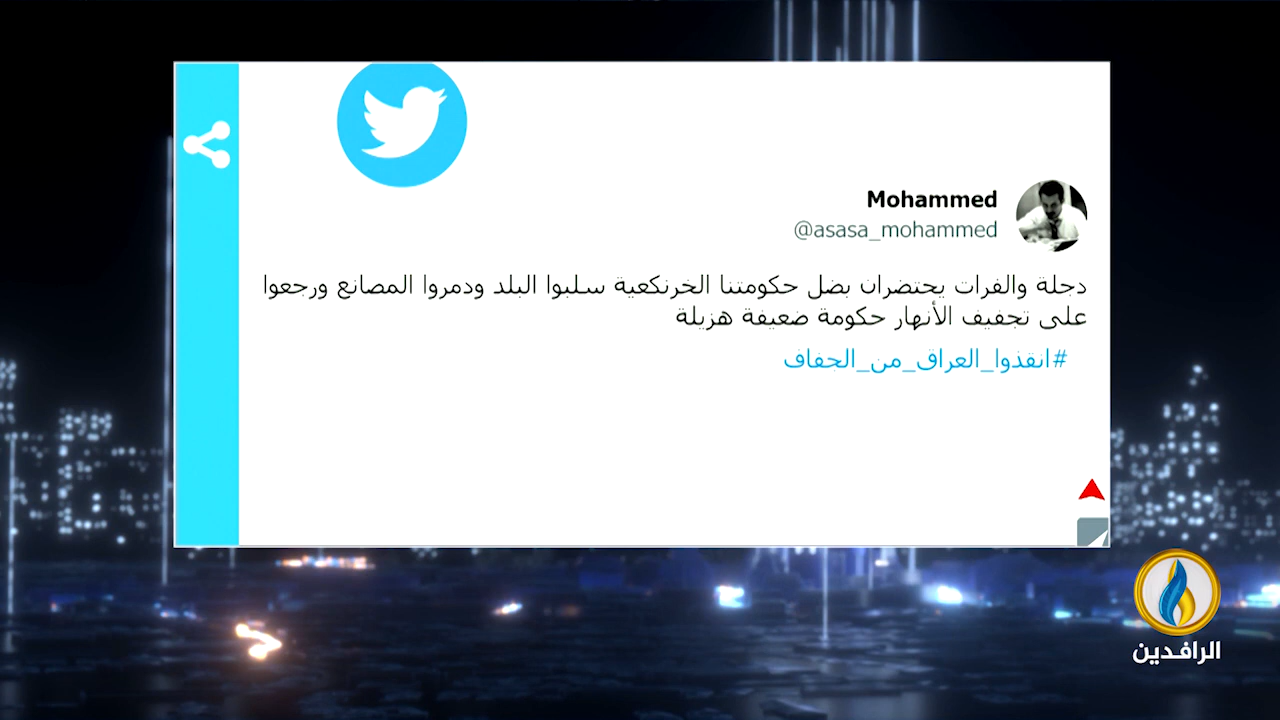 Mohammed
@asasa_mohammed
دجلة والفرات يحتضران بضل حكومتنا الخرنكعية سلبوا البلد ودمروا المصانع ورجعوا
على تجفيف الأنهار حكومة ضعيفة هزيلة
#انقذوا_العراق_من_الجفاف
الرافدين